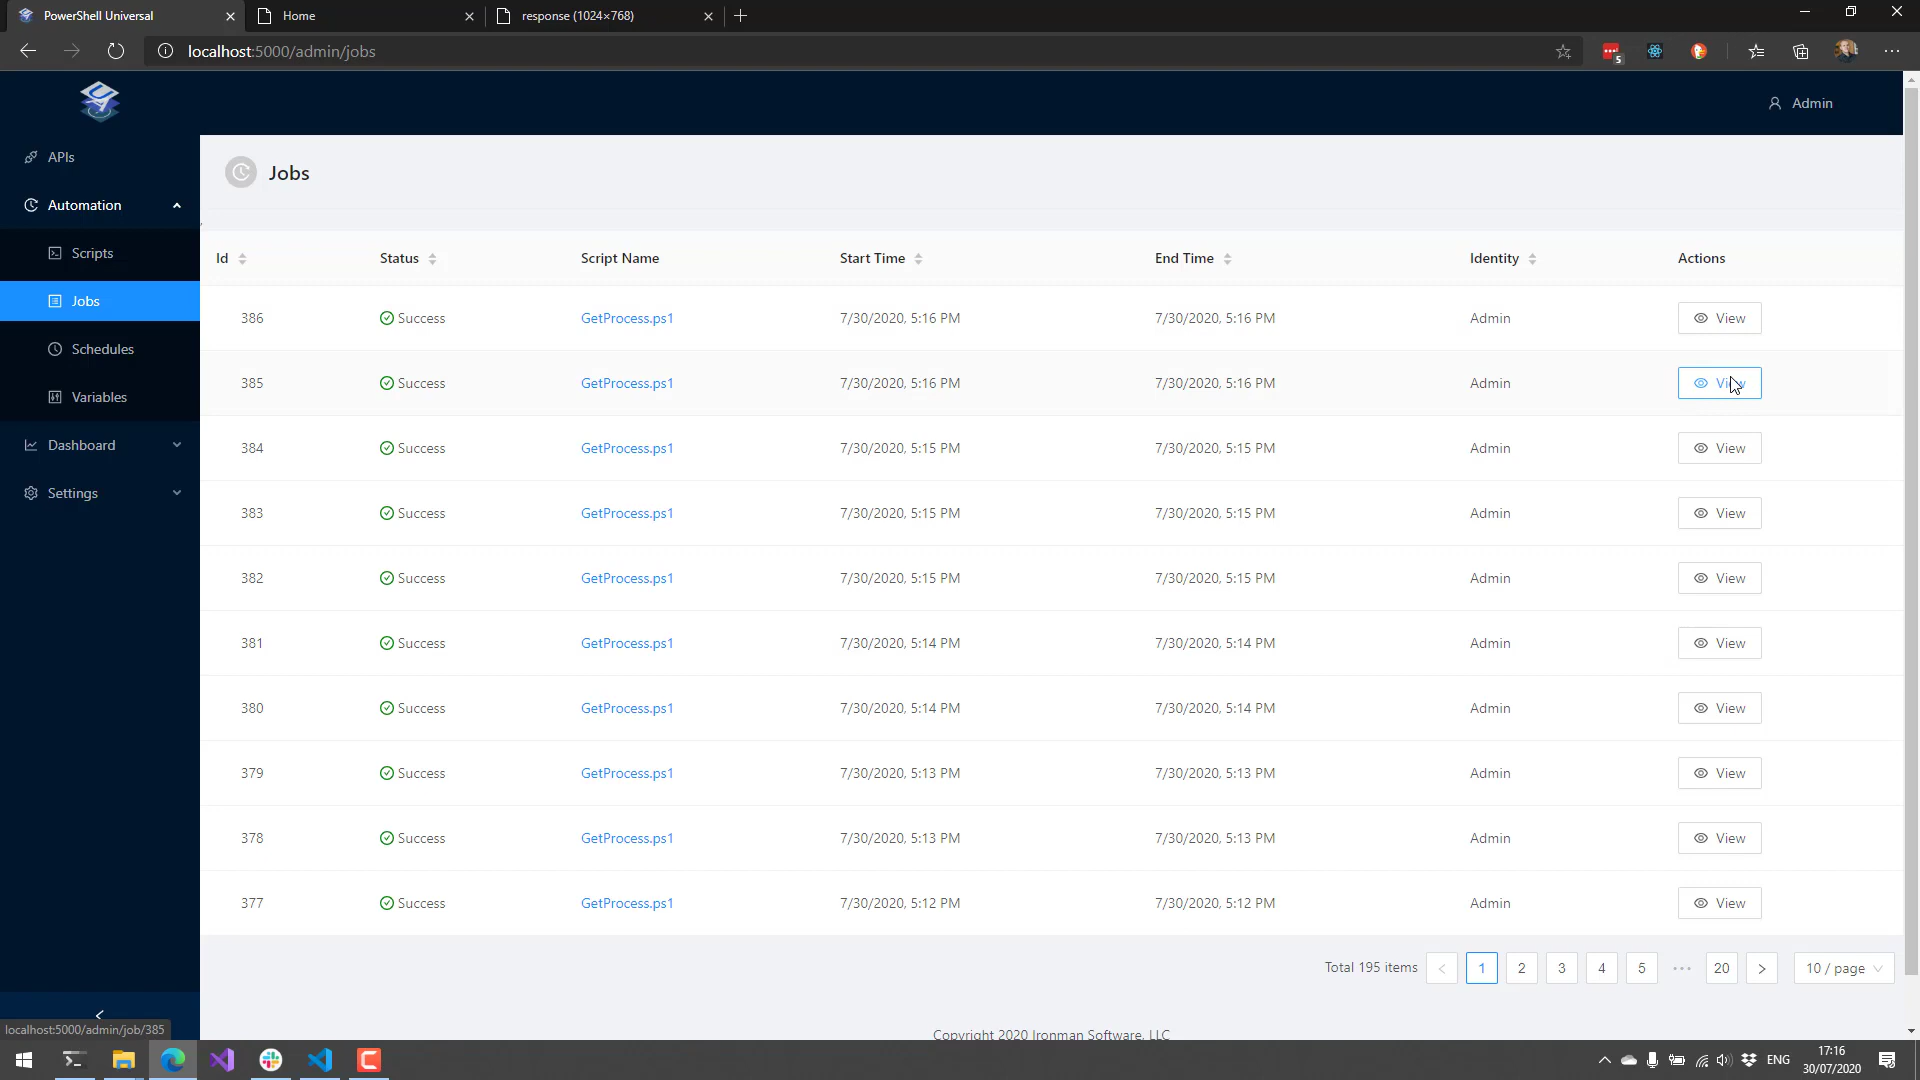 PowerShell Universal
Home
response (1024×768)
localhost:5000/admin/jobs
5
Admin
APIs
Automation
Scripts
Jobs
Schedules
Variables
Dashboard
Settings
Jobs
Id Status Script Name Start Time End Time Identity Actions
386 Success GetProcess.ps1 7/30/2020, 5:16 PM 7/30/2020, 5:16 PM Admin View
385 Success GetProcess.ps1 7/30/2020, 5:16 PM 7/30/2020, 5:16 PM Admin View
384 Success GetProcess.ps1 7/30/2020, 5:15 PM 7/30/2020, 5:15 PM Admin View
383 Success GetProcess.ps1 7/30/2020, 5:15 PM 7/30/2020, 5:15 PM Admin View
382 Success GetProcess.ps1 7/30/2020, 5:15 PM 7/30/2020, 5:15 PM Admin View
381 Success GetProcess.ps1 7/30/2020, 5:14 PM 7/30/2020, 5:14 PM Admin View
380 Success GetProcess.ps1 7/30/2020, 5:14 PM 7/30/2020, 5:14 PM Admin View
379 Success GetProcess.ps1 7/30/2020, 5:13 PM 7/30/2020, 5:13 PM Admin View
378 Success GetProcess.ps1 7/30/2020, 5:13 PM 7/30/2020, 5:13 PM Admin View
377 Success GetProcess.ps1 7/30/2020, 5:12 PM 7/30/2020, 5:12 PM Admin View
Total 195 items < 1 2 3 4 5 ••• 20 > 10 / page
Copyright 2020 Ironman Software, LLC
localhost:5000/admin/job/385
ENG
17:16
30/07/2020